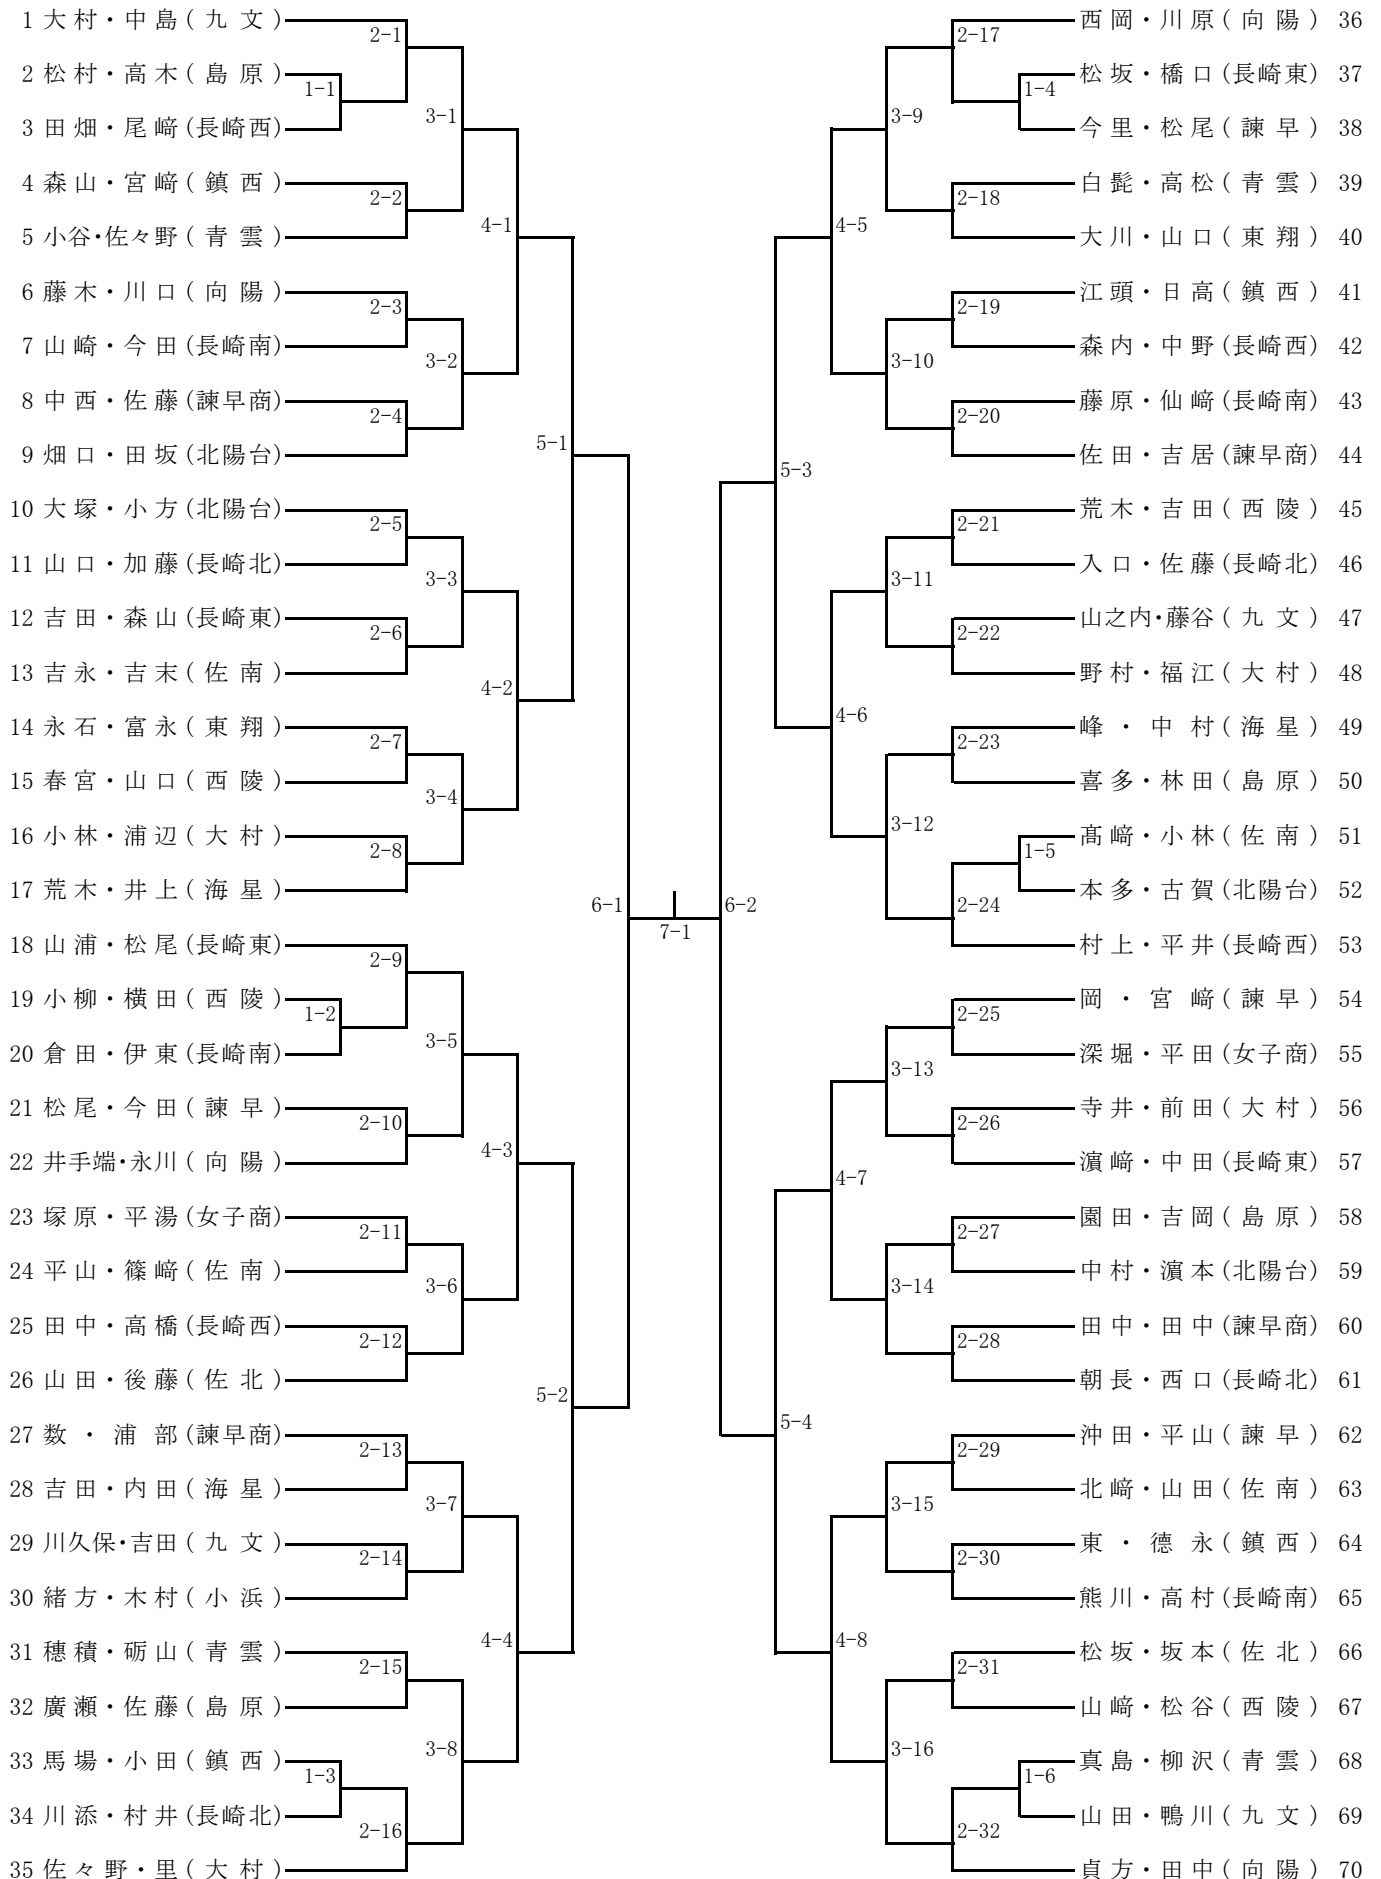 1 大村・中島(九文)
2 松村・高木(島原)
3 田畑・尾﨑(長崎西)
4 森山・宮﨑(鎮西)
5 小谷・佐々野(青雲)
6 藤木・川口(向陽)
7 山崎・今田(長崎南)
8 中西・佐藤(諫早商)
9 畑口・田坂(北陽台)
10 大塚・小方(北陽台)
11 山口・加藤(長崎北)
12 吉田・森山(長崎東)
13 吉永・吉末(佐南)
14 永石・富永(東翔)
15 春宮・山口(西陵)
16 小林・浦辺(大村)
17 荒木・井上(海星)
18 山浦・松尾(長崎東)
19 小柳・横田(西陵)
20 倉田・伊東(長崎南)
21 松尾・今田(諫早)
22 井手端・永川(向陽)
23 塚原・平湯(女子商)
24 平山・篠﨑(佐南)
25 田中・高橋(長崎西)
26 山田・後藤(佐北)
27 数・浦部(諫早商)
28 吉田・内田(海星)
29 川久保・吉田(九文)
30 緒方・木村(小浜)
31 穗積・砺山(青雲)
32 廣瀬・佐藤(島原)
33 馬場・小田(鎮西)
34 川添・村井(長崎北)
35 佐々野・里(大村)
1-1
1-2
1-3
2-1
2-2
2-3
2-4
2-5
2-6
2-7
2-8
2-9
2-10
2-11
2-12
2-13
2-14
2-15
2-16
3-1
3-2
3-3
3-4
3-5
3-6
3-7
3-8
4-1
4-2
4-3
4-4
5-1
5-2
6-1
7-1
6-2
5-3
5-4
4-5
4-6
4-7
4-8
3-9
3-10
3-11
3-12
3-13
3-14
3-15
3-16
2-17
2-18
2-19
2-20
2-21
2-22
2-23
2-24
2-25
2-26
2-27
2-28
2-29
2-30
2-31
2-32
1-4
1-5
1-6
西岡・川原(向陽) 36
松坂・橋口(長崎東) 37
今里・松尾(諫早) 38
白髭・高松(青雲) 39
大川・山口(東翔) 40
江頭・日高(鎮西) 41
森内・中野(長崎西) 42
藤原・仙﨑(長崎南) 43
佐田・吉居(諫早商) 44
荒木・吉田(西陵) 45
入口・佐藤(長崎北) 46
山之内・藤谷(九文) 47
野村・福江(大村) 48
峰・中村(海星) 49
喜多・林田(島原) 50
髙﨑・小林(佐南) 51
本多・古賀(北陽台) 52
村上・平井(長崎西) 53
岡・宮﨑(諫早) 54
深堀・平田(女子商) 55
寺井・前田(大村) 56
濵﨑・中田(長崎東) 57
園田・吉岡(島原) 58
中村・濵本(北陽台) 59
田中・田中(諫早商) 60
朝長・西口(長崎北) 61
沖田・平山(諫早) 62
北﨑・山田(佐南) 63
東・德永(鎮西) 64
熊川・高村(長崎南) 65
松坂・坂本(佐北) 66
山﨑・松谷(西陵) 67
真島・柳沢(青雲) 68
山田・鴨川(九文) 69
貞方・田中(向陽) 70